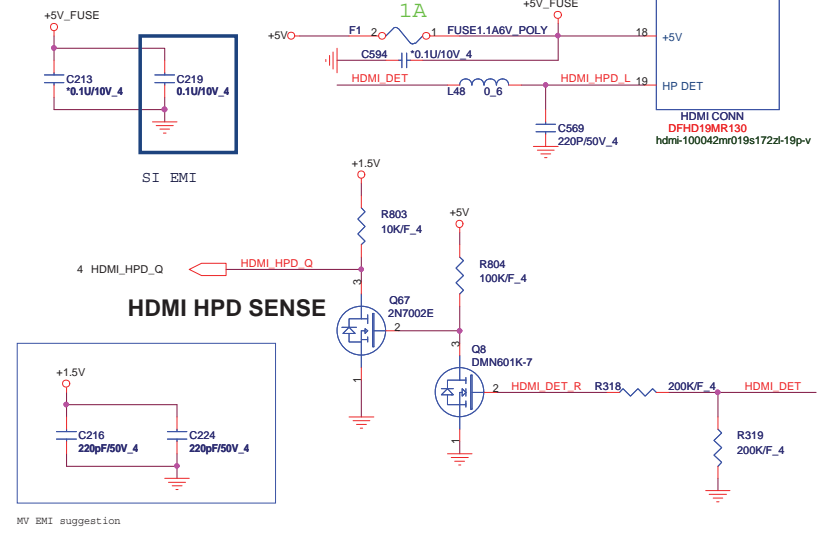 +5V_FUSE
C213
*0.1U/10V_4
C219
0.1U/10V_4
SI EMI
1A
+5V_FUSE
+5V
F1
2
1
FUSE1.1A6V_POLY
C594
*0.1U/10V_4
HDMI_DET
L48
0_6
HDMI_HPD_L
C569
220P/50V_4
18
+5V
19
HP DET
HDMI CONN
DFHD19MR130
hdmi-100042mr019s172zl-19p-v
+1.5V
R803
10K/F_4
+5V
R804
100K/F_4
4 HDMI_HPD_Q
HDMI_HPD_Q
HDMI HPD SENSE
3
Q67
2N7002E
2
1
3
Q8
DMN601K-7
2
1
HDMI_DET_R
R318
200K/F_4
HDMI_DET
R319
200K/F_4
+1.5V
C216
220pF/50V_4
C224
220pF/50V_4
MV EMI suggestion